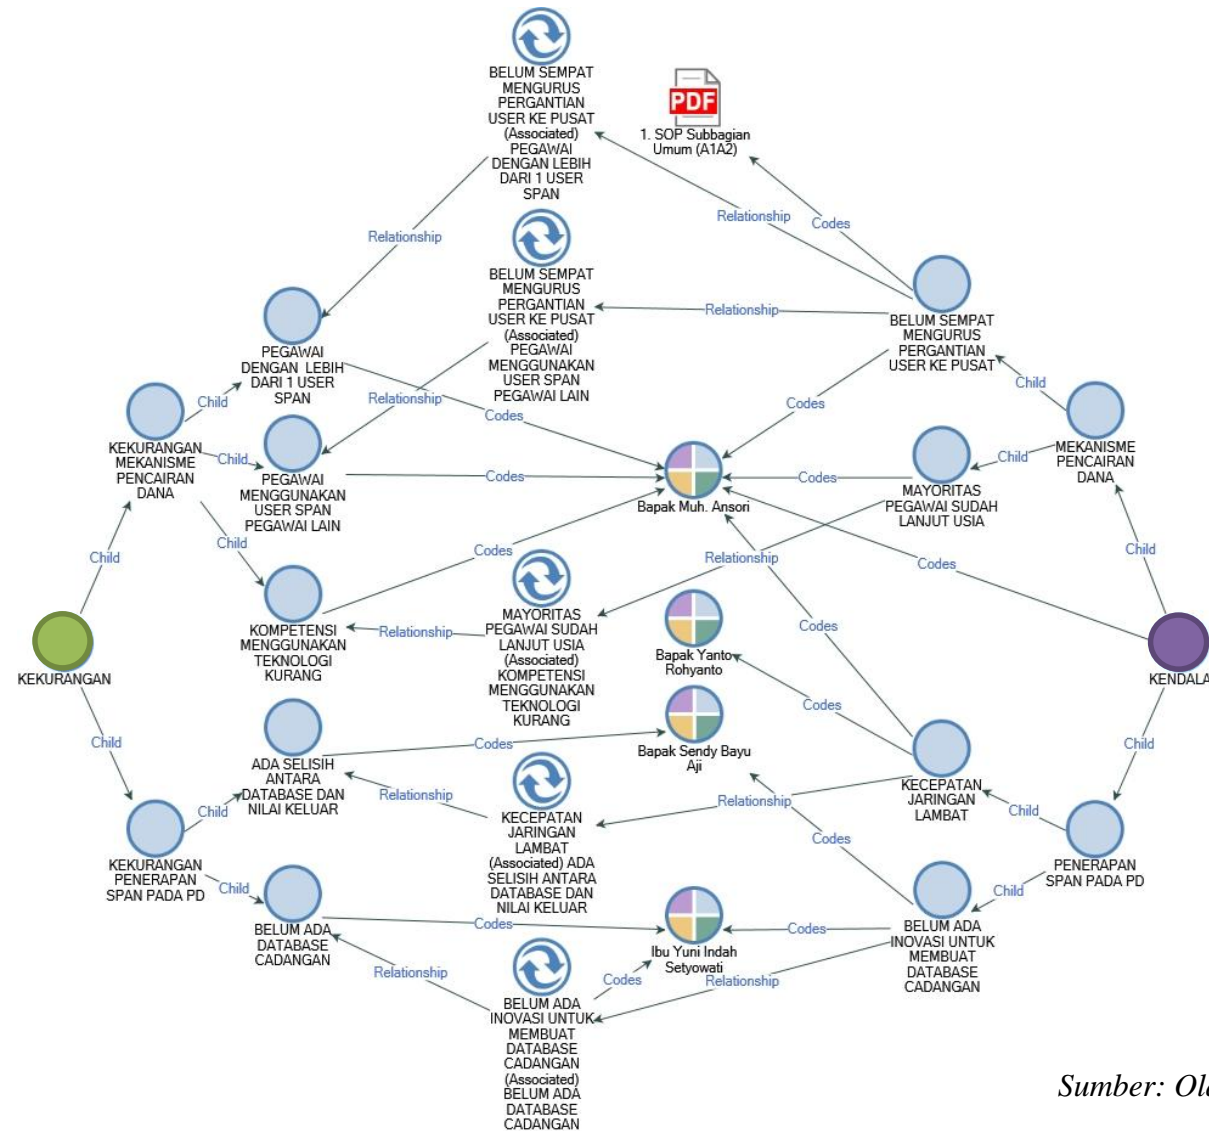 BELUM SEMPAT
MENGURUS
PERGANTIAN
USER KE PUSAT
(Associated)
PEGAWAI
DENGAN LEBIH
DARI 1 USER
SPAN
PDF
1. SOP Subbagian
Umum (A1A2)
Relationship
Codes
Relationship
BELUM SEMPAT
MENGURUS
PERGANTIAN
USER KE PUSAT
(Associated)
PEGAWAI
MENGGUNAKAN
USER SPAN
PEGAWAI LAIN
Relationship
BELUM SEMPAT
MENGURUS
PERGANTIAN
USER KE PUSAT
PEGAWAI
DENGAN LEBIH
DARI 1 USER
SPAN
Child
Relationship
Codes
Codes
Child
KEKURANGAN
MEKANISME
PENCAIRAN
DANA
Child
PEGAWAI
MENGGUNAKAN
USER SPAN
PEGAWAI LAIN
Codes
Bapak Muh. Ansori
Codes
MAYORITAS
PEGAWAI SUDAH
LANJUT USIA
Child
MEKANISME
PENCAIRAN
DANA
Child
Child
Codes
Relationship
Codes
Child
KOMPETENSI
MENGGUNAKAN
TEKNOLOGI
KURANG
Relationship
MAYORITAS
PEGAWAI SUDAH
LANJUT USIA
(Associated)
KOMPETENSI
MENGGUNAKAN
TEKNOLOGI
KURANG
Bapak Yanto
Rohyanto
Codes
KEKURANGAN
KENDALA
Codes
Child
ADA SELISIH
ANTARA
DATABASE DAN
NILAI KELUAR
Codes
Bapak Sendy Bayu
Aji
Child
Relationship
KECEPATAN
JARINGAN
LAMBAT
(Associated) ADA
SELISIH ANTARA
DATABASE DAN
NILAI KELUAR
Relationship
KECEPATAN
JARINGAN
LAMBAT
Child
Child
KEKURANGAN
PENERAPAN
SPAN PADA PD
Codes
PENERAPAN
SPAN PADA PD
Child
BELUM ADA
DATABASE
CADANGAN
Codes
Ibu Yuni Indah
Setyowati
Codes
Child
BELUM ADA
INOVASI UNTUK
MEMBUAT
DATABASE
CADANGAN
Relationship
Codes
Relationship
BELUM ADA
INOVASI UNTUK
MEMBUAT
DATABASE
CADANGAN
(Associated)
BELUM ADA
DATABASE
CADANGAN
Sumber: